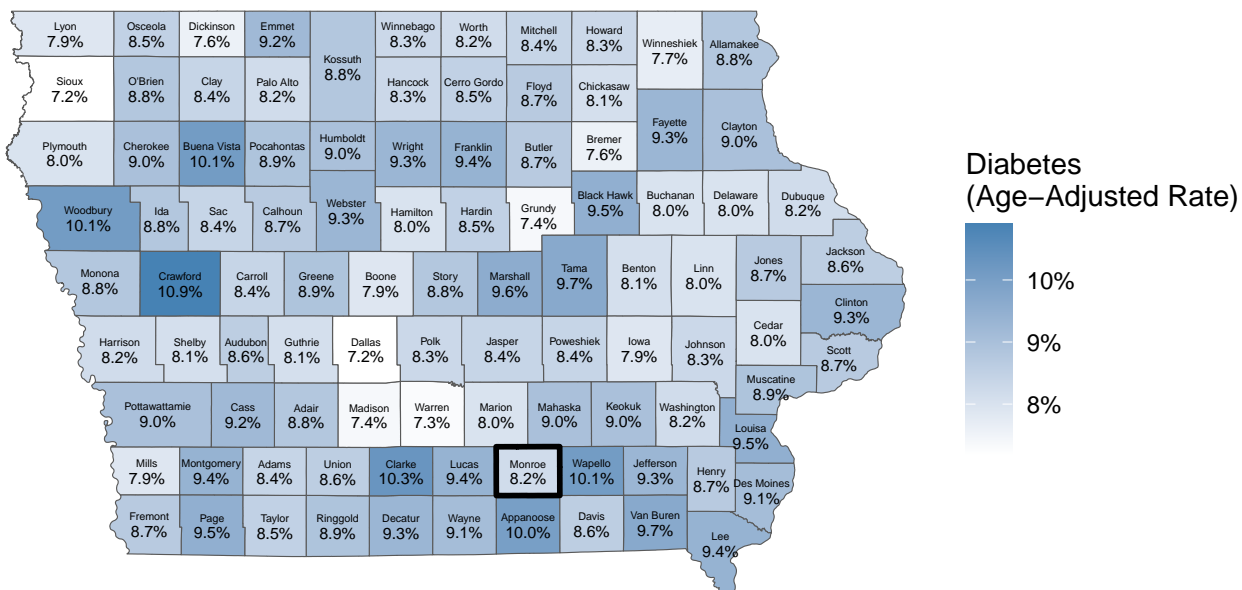 Lyon
7.9%
Osceola
8.5%
Dickinson
7.6%
Emmet
9.2%
Kossuth
8.8%
Winnebago
8.3%
Worth
8.2%
Mitchell
8.4%
Howard
8.3%
Winneshiek
7.7%
Allamakee
8.8%
Sioux
7.2%
O'Brien
8.8%
Clay
8.4%
Palo Alto
8.2%
Hancock
8.3%
Cerro Gordo
8.5%
Floyd
8.7%
Chickasaw
8.1%
Plymouth
8.0%
Cherokee
9.0%
Buena Vista
10.1%
Pocahontas
8.9%
Humboldt
9.0%
Wright
9.3%
Franklin
9.4%
Butler
8.7%
Bremer
7.6%
Fayette
9.3%
Clayton
9.0%
Woodbury
10.1%
Ida
8.8%
Sac
8.4%
Calhoun
8.7%
Webster
9.3%
Hamilton
8.0%
Hardin
8.5%
Grundy
7.4%
Black Hawk
9.5%
Buchanan
8.0%
Delaware
8.0%
Dubuque
8.2%
Monona
8.8%
Crawford
10.9%
Carroll
8.4%
Greene
8.9%
Boone
7.9%
Story
8.8%
Marshall
9.6%
Tama
9.7%
Benton
8.1%
Linn
8.0%
Jones
8.7%
Jackson
8.6%
Clinton
9.3%
Harrison
8.2%
Shelby
8.1%
Audubon
8.6%
Guthrie
8.1%
Dallas
7.2%
Polk
8.3%
Jasper
8.4%
Poweshiek
8.4%
Iowa
7.9%
Johnson
8.3%
Cedar
8.0%
Scott
8.7%
Muscatine
8.9%
Pottawattamie
9.0%
Cass
9.2%
Adair
8.8%
Madison
7.4%
Warren
7.3%
Marion
8.0%
Mahaska
9.0%
Keokuk
9.0%
Washington
8.2%
Louisa
9.5%
Mills
7.9%
Montgomery
9.4%
Adams
8.4%
Union
8.6%
Clarke
10.3%
Lucas
9.4%
Monroe
8.2%
Wapello
10.1%
Jefferson
9.3%
Henry
8.7%
Des Moines
9.1%
Fremont
8.7%
Page
9.5%
Taylor
8.5%
Ringgold
8.9%
Decatur
9.3%
Wayne
9.1%
Appanoose
10.0%
Davis
8.6%
Van Buren
9.7%
Lee
9.4%
Diabetes
(Age−Adjusted Rate)
10%
9%
8%